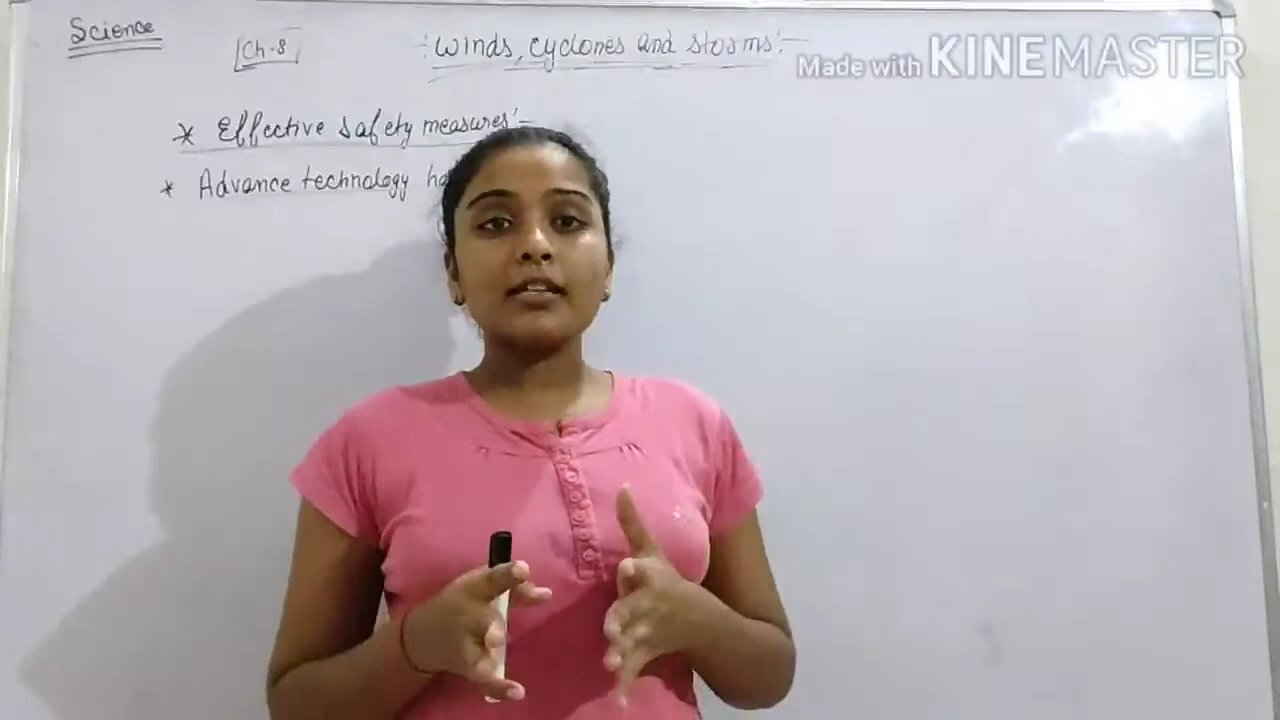 Science
Ch-8
:-Winds, cyclones and storms:-
Made with KINEMASTER
* Effective safety measures:-
* Advance technology